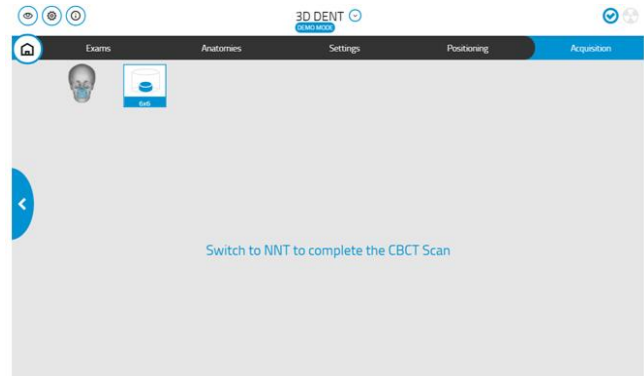 3D DENT
DEMO MODE
Exams
Anatomies
Settings
Positioning
Acquisition
6x6
Switch to NNT to complete the CBCT Scan